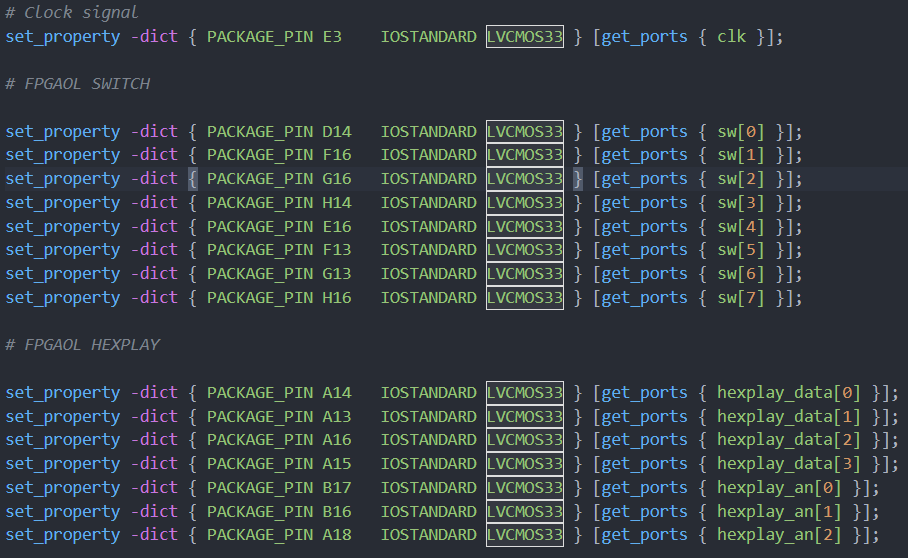 # Clock signal
set_property -dict { PACKAGE_PIN E3    IOSTANDARD LVCMOS33 } [get_ports { clk }];
# FPGAOL SWITCH
set_property -dict { PACKAGE_PIN D14   IOSTANDARD LVCMOS33 } [get_ports { sw[0] }];
set_property -dict { PACKAGE_PIN F16   IOSTANDARD LVCMOS33 } [get_ports { sw[1] }];
set_property -dict { PACKAGE_PIN G16   IOSTANDARD LVCMOS33 } [get_ports { sw[2] }];
set_property -dict { PACKAGE_PIN H14   IOSTANDARD LVCMOS33 } [get_ports { sw[3] }];
set_property -dict { PACKAGE_PIN E16   IOSTANDARD LVCMOS33 } [get_ports { sw[4] }];
set_property -dict { PACKAGE_PIN F13   IOSTANDARD LVCMOS33 } [get_ports { sw[5] }];
set_property -dict { PACKAGE_PIN G13   IOSTANDARD LVCMOS33 } [get_ports { sw[6] }];
set_property -dict { PACKAGE_PIN H16   IOSTANDARD LVCMOS33 } [get_ports { sw[7] }];
# FPGAOL HEXPLAY
set_property -dict { PACKAGE_PIN A14   IOSTANDARD LVCMOS33 } [get_ports { hexplay_data[0] }];
set_property -dict { PACKAGE_PIN A13   IOSTANDARD LVCMOS33 } [get_ports { hexplay_data[1] }];
set_property -dict { PACKAGE_PIN A16   IOSTANDARD LVCMOS33 } [get_ports { hexplay_data[2] }];
set_property -dict { PACKAGE_PIN A15   IOSTANDARD LVCMOS33 } [get_ports { hexplay_data[3] }];
set_property -dict { PACKAGE_PIN B17   IOSTANDARD LVCMOS33 } [get_ports { hexplay_an[0] }];
set_property -dict { PACKAGE_PIN B16   IOSTANDARD LVCMOS33 } [get_ports { hexplay_an[1] }];
set_property -dict { PACKAGE_PIN A18   IOSTANDARD LVCMOS33 } [get_ports { hexplay_an[2] }];